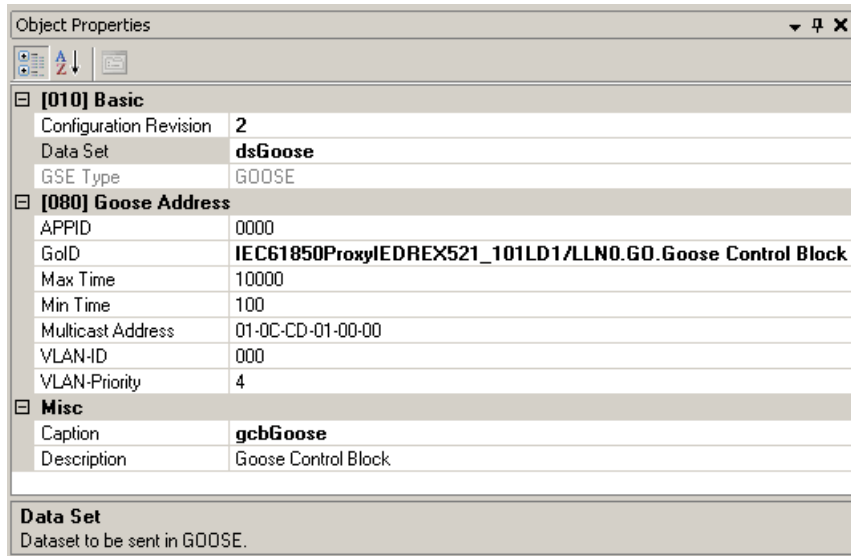 Object Properties
[010] Basic
Configuration Revision 2
Data Set dsGoose
GSE Type GOOSE
[080] Goose Address
APPID 0000
GoID IEC61850ProxyIEDREX521_101LD1/LLN0.GO.Goose Control Block
Max Time 10000
Min Time 100
Multicast Address 01-0C-CD-01-00-00
VLAN-ID 000
VLAN-Priority 4
Misc
Caption gcbGoose
Description Goose Control Block
Data Set
Dataset to be sent in GOOSE.